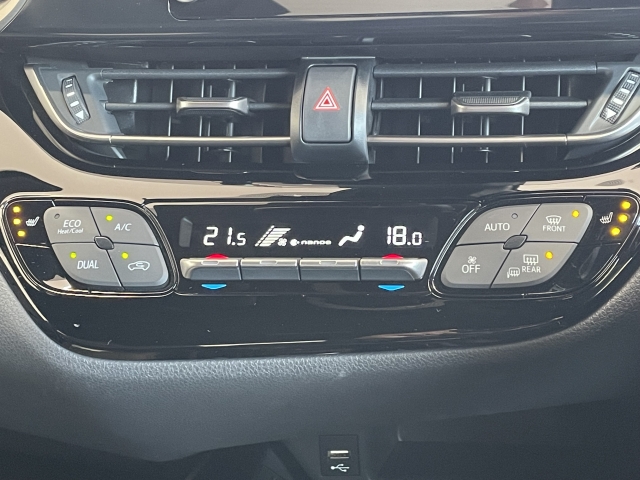 ECO
Heat/Cool
A/C
DUAL
21.5
nanoe
18.0
AUTO
FRONT
OFF
REAR